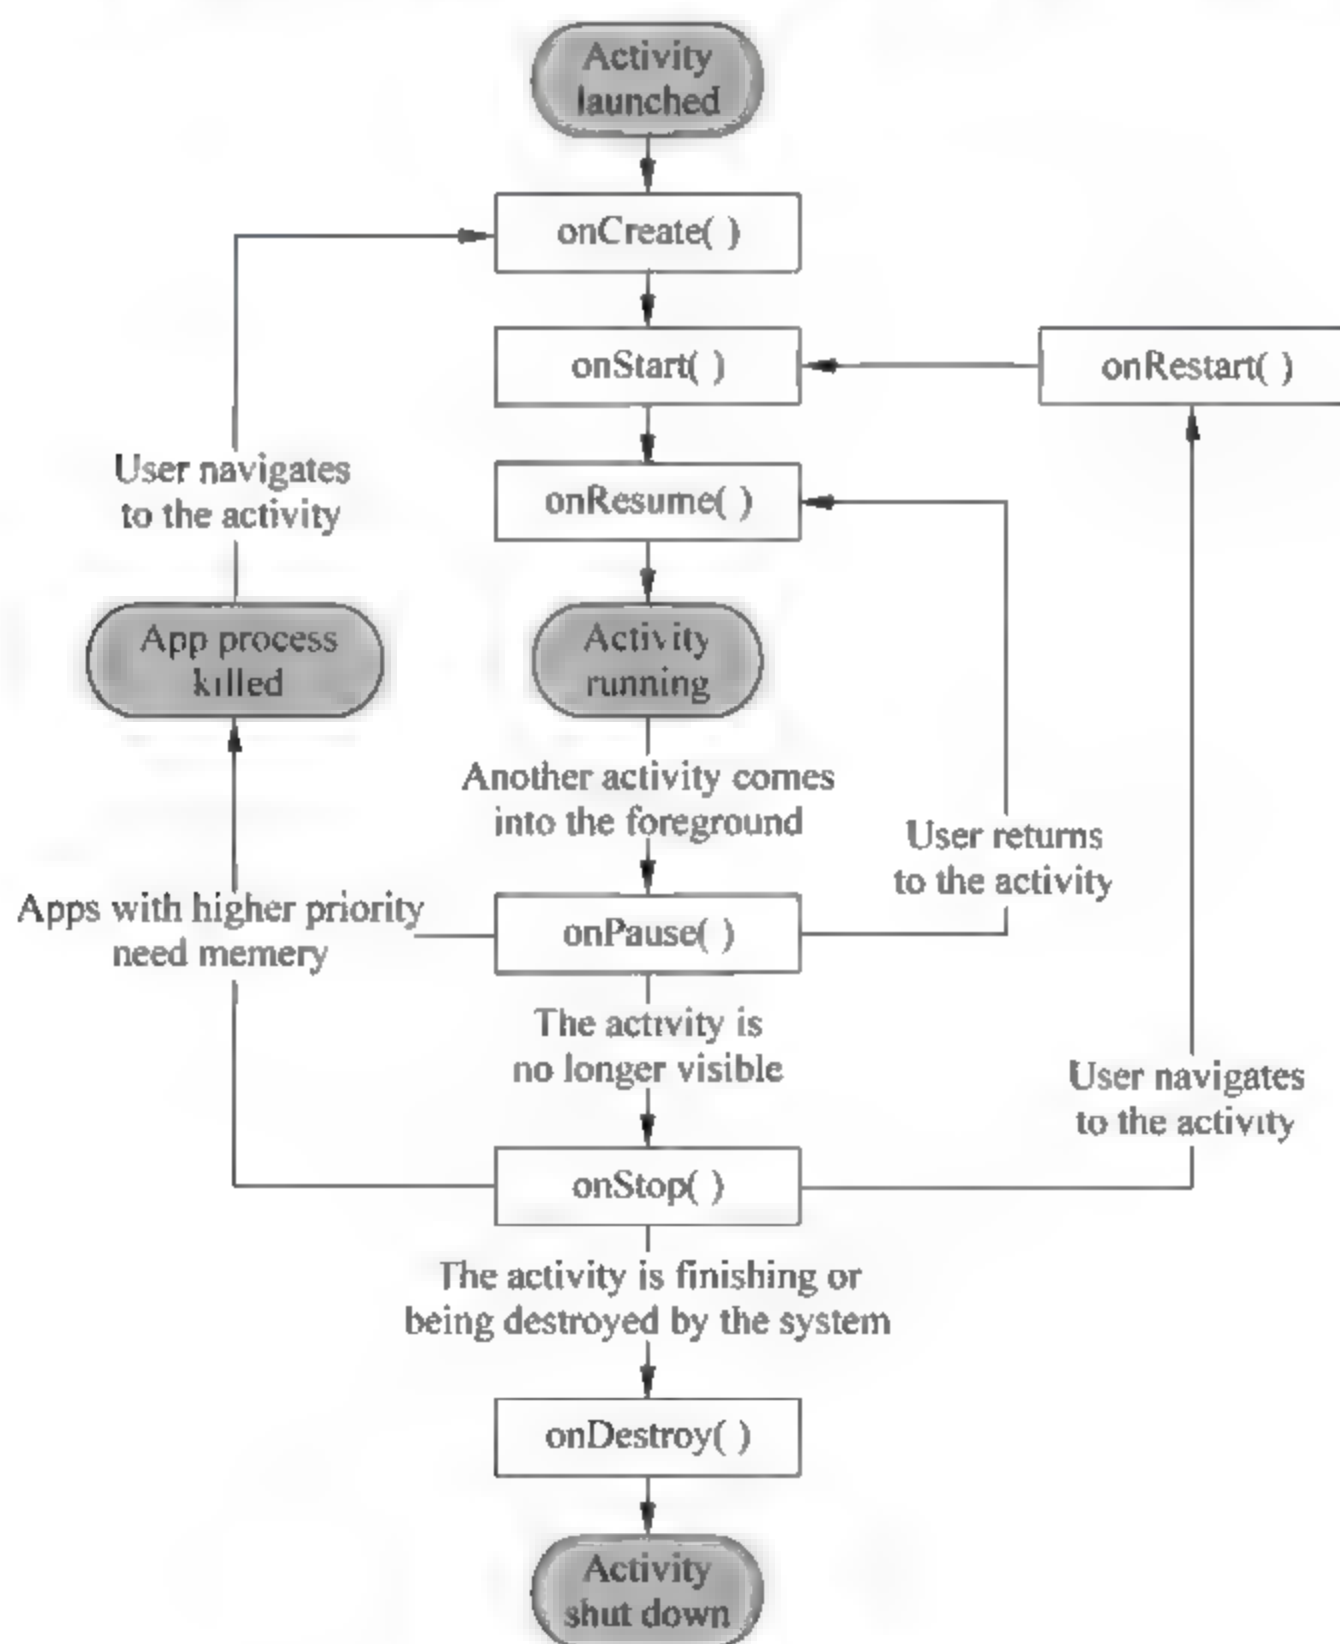 Activity
launched
onCreate( )
onStart( )
onRestart( )
User navigates
to the activity
onResume( )
App process
killed
Activity
running
Another activity comes
into the foreground
User returns
to the activity
Apps with higher priority
need memery
onPause( )
The activity is
no longer visible
User navigates
to the activity
onStop( )
The activity is finishing or
being destroyed by the system
onDestroy( )
Activity
shut down